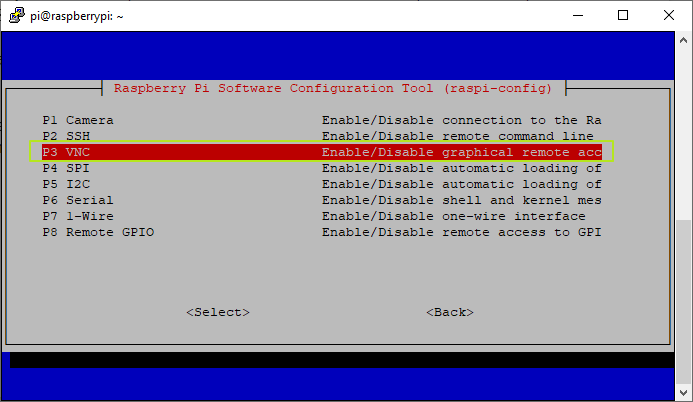 pi@raspberrypi: ~
Raspberry Pi Software Configuration Tool (raspi-config)
P1 Camera Enable/Disable connection to the Ra
P2 SSH Enable/Disable remote command line
P3 VNC Enable/Disable graphical remote acc
P4 SPI Enable/Disable automatic loading of
P5 I2C Enable/Disable automatic loading of
P6 Serial Enable/Disable shell and kernel mes
P7 1-Wire Enable/Disable one-wire interface
P8 Remote GPIO Enable/Disable remote access to GPI
<Select> <Back>